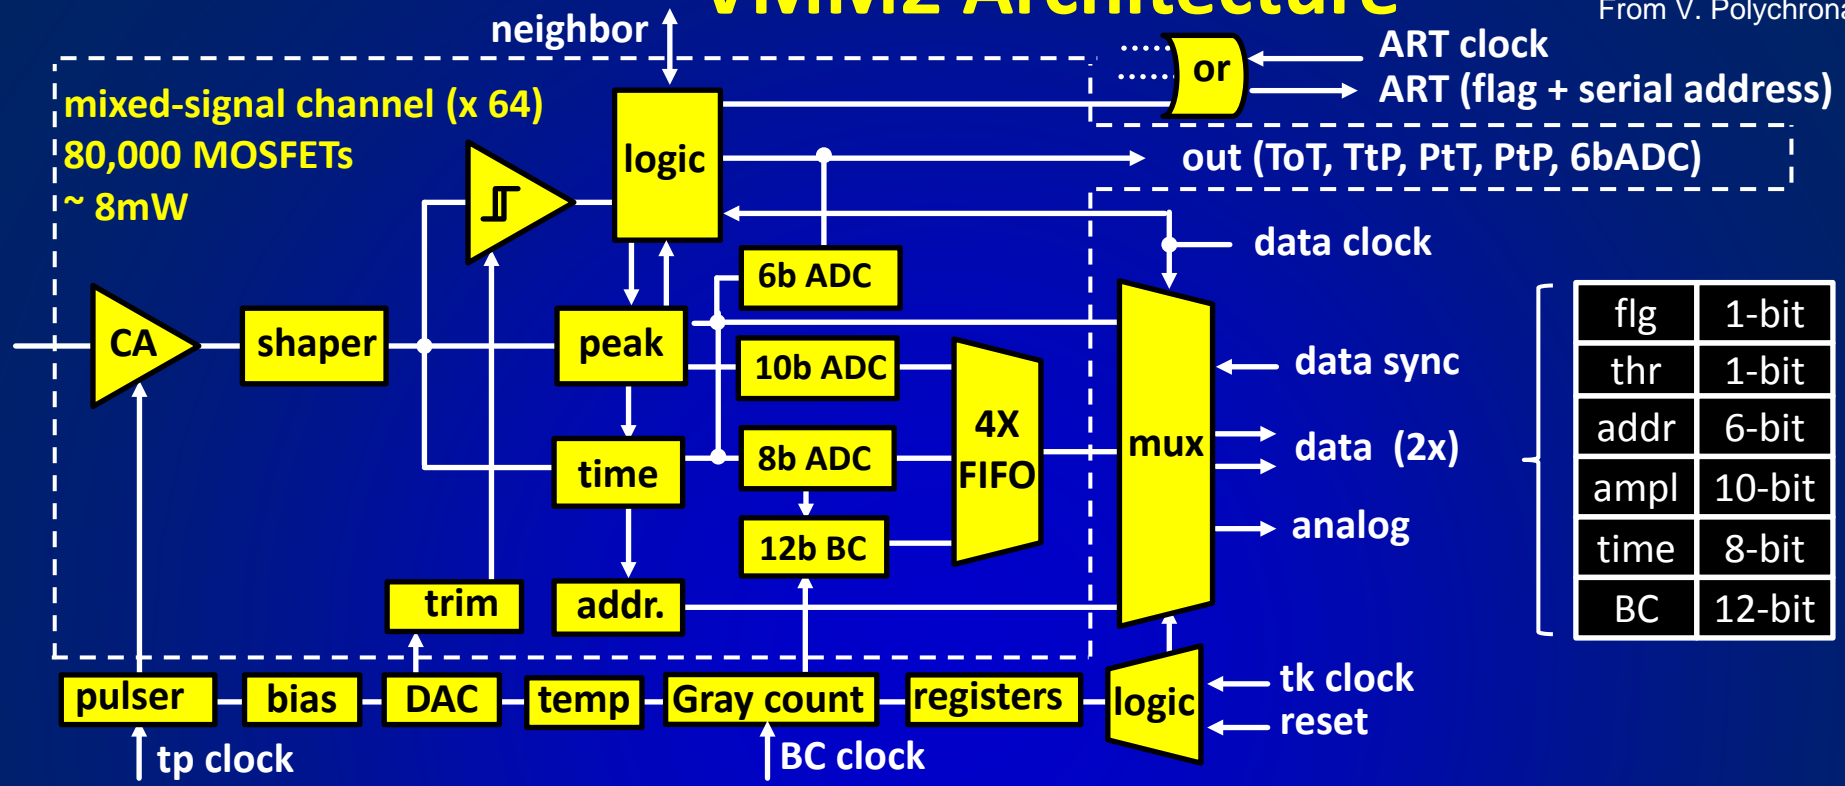 VMM2 Architecture
From V. Polychrona
neighbor
ART clock
or
ART (flag + serial address)
mixed-signal channel (x 64)
80,000 MOSFETs
~ 8mW
logic
out (ToT, TtP, PtT, PtP, 6bADC)
data clock
6b ADC
CA
shaper
peak
10b ADC
data sync
4X
FIFO
mux
data (2x)
time
8b ADC
analog
12b BC
trim
addr.
pulser
bias
DAC
temp
Gray count
registers
logic
tk clock
reset
tp clock
BC clock
flg 1-bit
thr 1-bit
addr 6-bit
ampl 10-bit
time 8-bit
BC 12-bit